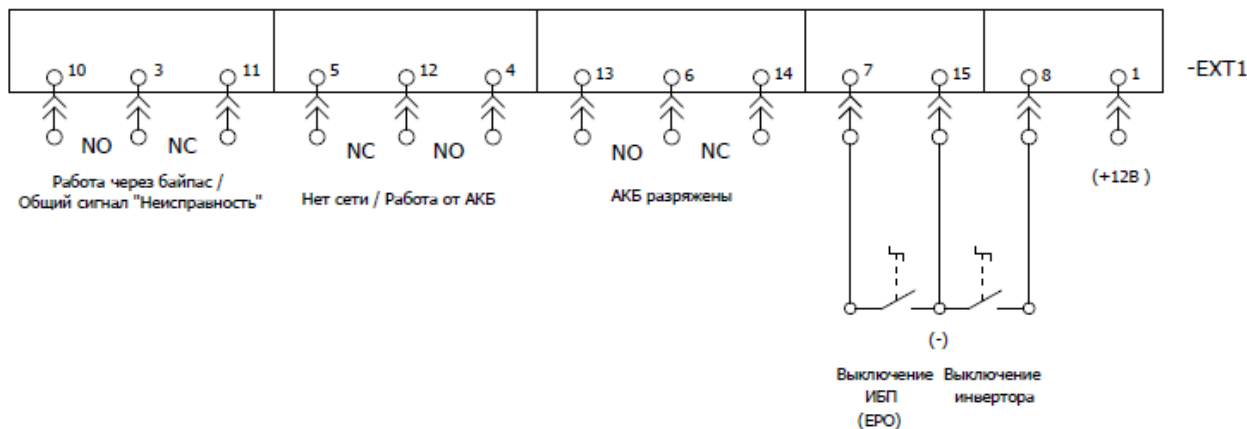 10 3 11 5 12 4 13 6 14 7 15 8 1 -EXT1
NO NC NC NO NO NC
(+12В )
Работа через байпас /
Общий сигнал "Неисправность"
Нет сети / Работа от АКБ
АКБ разряжены
(-)
Выключение
ИБП
(EPO)
Выключение
инвертора